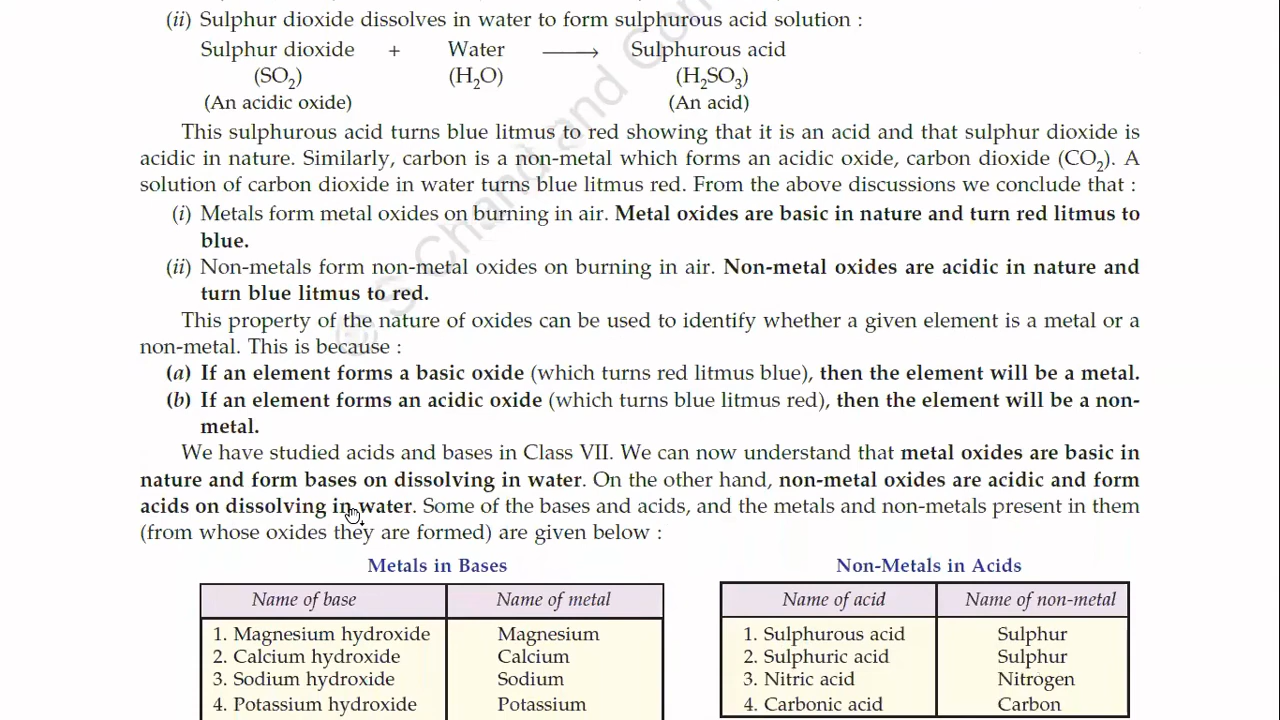 (ii) Sulphur dioxide dissolves in water to form sulphurous acid solution :
Sulphur dioxide + Water ⟶ Sulphurous acid
(SO₂) (H₂O) (H₂SO₃)
(An acidic oxide) (An acid)
This sulphurous acid turns blue litmus to red showing that it is an acid and that sulphur dioxide is
acidic in nature. Similarly, carbon is a non-metal which forms an acidic oxide, carbon dioxide (CO₂). A
solution of carbon dioxide in water turns blue litmus red. From the above discussions we conclude that :
(i) Metals form metal oxides on burning in air. Metal oxides are basic in nature and turn red litmus to
blue.
(ii) Non-metals form non-metal oxides on burning in air. Non-metal oxides are acidic in nature and
turn blue litmus to red.
This property of the nature of oxides can be used to identify whether a given element is a metal or a
non-metal. This is because :
(a) If an element forms a basic oxide (which turns red litmus blue), then the element will be a metal.
(b) If an element forms an acidic oxide (which turns blue litmus red), then the element will be a non-
metal.
We have studied acids and bases in Class VII. We can now understand that metal oxides are basic in
nature and form bases on dissolving in water. On the other hand, non-metal oxides are acidic and form
acids on dissolving in water. Some of the bases and acids, and the metals and non-metals present in them
(from whose oxides they are formed) are given below :
Metals in Bases
Name of base Name of metal
1. Magnesium hydroxide Magnesium
2. Calcium hydroxide Calcium
3. Sodium hydroxide Sodium
4. Potassium hydroxide Potassium
Non-Metals in Acids
Name of acid Name of non-metal
1. Sulphurous acid Sulphur
2. Sulphuric acid Sulphur
3. Nitric acid Nitrogen
4. Carbonic acid Carbon
© S Chand and